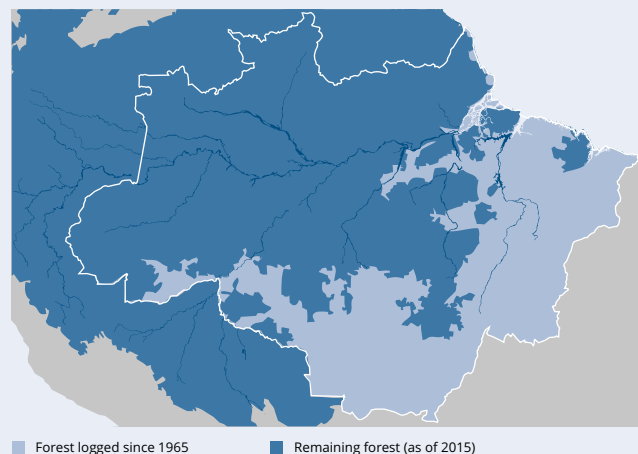 Forest logged since 1965
Remaining forest (as of 2015)